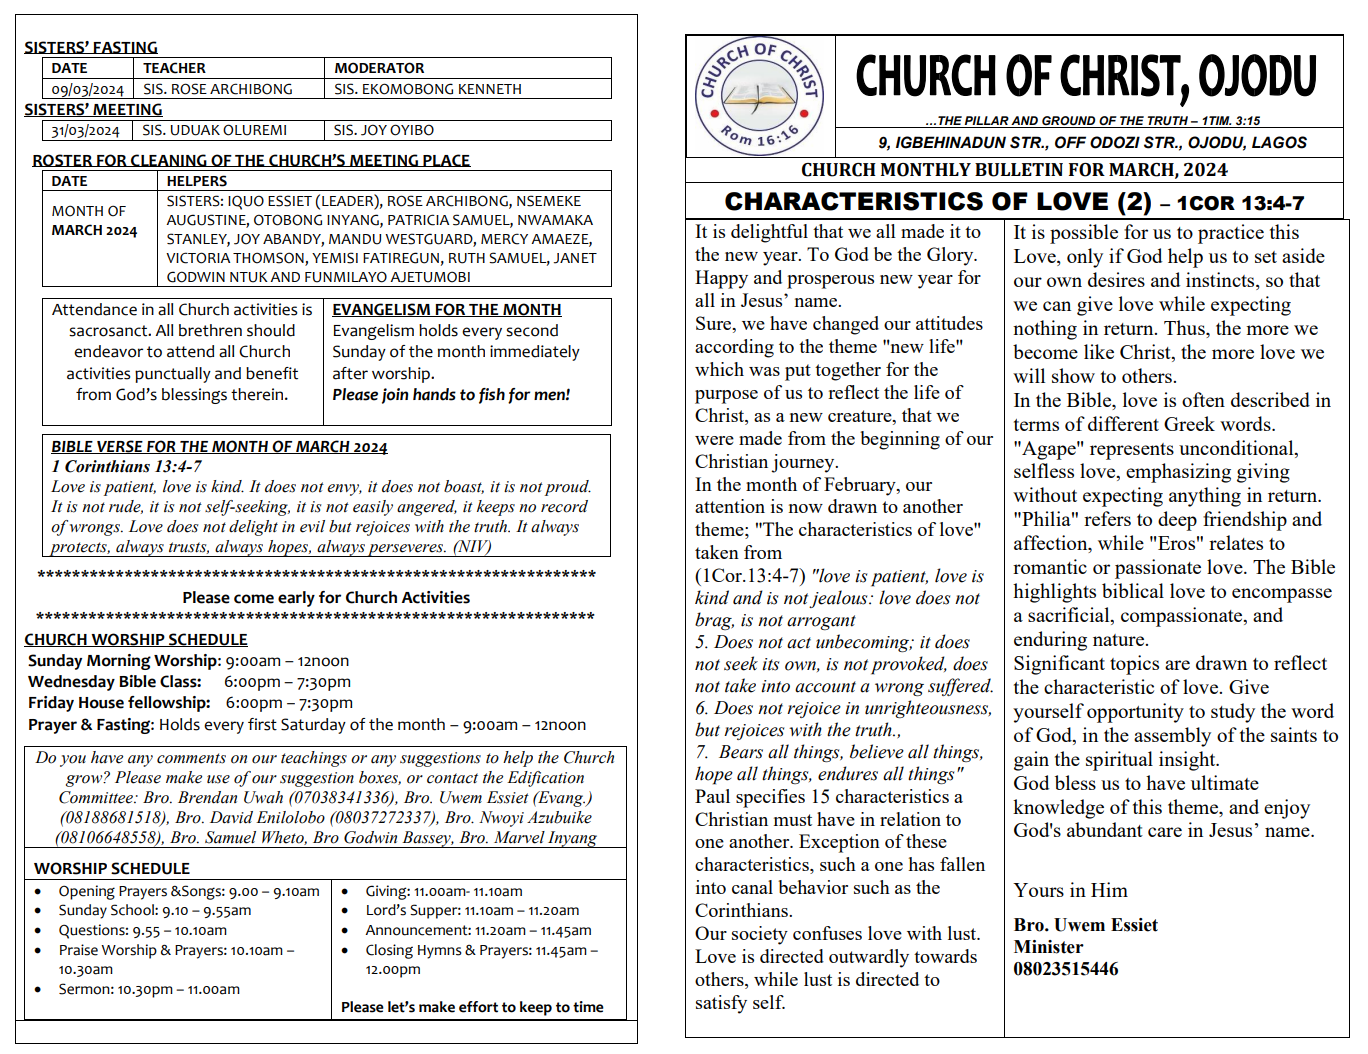 SISTERS' FASTING
DATE TEACHER MODERATOR
09/03/2024 SIS. ROSE ARCHIBONG SIS. EKOMOBONG KENNETH
SISTERS' MEETING
31/03/2024 SIS. UDUAK OLUREMI SIS. JOY OYIBO
ROSTER FOR CLEANING OF THE CHURCH'S MEETING PLACE
DATE HELPERS
MONTH OF
MARCH 2024
SISTERS: IQUO ESSIET (LEADER), ROSE ARCHIBONG, NSEMEKE
AUGUSTINE, OTOBONG INYANG, PATRICIA SAMUEL, NWAMAKA
STANLEY, JOY ABANDY, MANDU WESTGUARD, MERCY AMAEZE,
VICTORIA THOMSON, YEMISI FATIREGUN, RUTH SAMUEL, JANET
GODWIN NTUK AND FUNMILAYO AJETUMOBI
Attendance in all Church activities is
sacrosanct. All brethren should
endeavor to attend all Church
activities punctually and benefit
from God's blessings therein.
EVANGELISM FOR THE MONTH
Evangelism holds every second
Sunday of the month immediately
after worship.
Please join hands to fish for men!
BIBLE VERSE FOR THE MONTH OF MARCH 2024
1 Corinthians 13:4-7
Love is patient, love is kind. It does not envy, it does not boast, it is not proud.
It is not rude, it is not self-seeking, it is not easily angered, it keeps no record
of wrongs. Love does not delight in evil but rejoices with the truth. It always
protects, always trusts, always hopes, always perseveres. (NIV)
****************************************************************
Please come early for Church Activities
****************************************************************
CHURCH WORSHIP SCHEDULE
Sunday Morning Worship: 9:00am – 12noon
Wednesday Bible Class: 6:00pm – 7:30pm
Friday House fellowship: 6:00pm – 7:30pm
Prayer & Fasting: Holds every first Saturday of the month – 9:00am – 12noon
Do you have any comments on our teachings or any suggestions to help the Church
grow? Please make use of our suggestion boxes, or contact the Edification
Committee: Bro. Brendan Uwah (07038341336), Bro. Uwem Essiet (Evang.)
(08188681518), Bro. David Enilolobo (08037272337), Bro. Nwoyi Azubuike
(08106648558), Bro. Samuel Wheto, Bro Godwin Bassey, Bro. Marvel Inyang
WORSHIP SCHEDULE
• Opening Prayers &Songs: 9.00 – 9.10am
• Sunday School: 9.10 – 9.55am
• Questions: 9.55 – 10.10am
• Praise Worship & Prayers: 10.10am –
10.30am
• Sermon: 10.30pm – 11.00am
• Giving: 11.00am- 11.10am
• Lord's Supper: 11.10am – 11.20am
• Announcement: 11.20am – 11.45am
• Closing Hymns & Prayers: 11.45am –
12.00pm
Please let's make effort to keep to time
CHURCH OF CHRIST
Rom 16:16
CHURCH OF CHRIST, OJODU
...THE PILLAR AND GROUND OF THE TRUTH – 1TIM. 3:15
9, IGBEHINADUN STR., OFF ODOZI STR., OJODU, LAGOS
CHURCH MONTHLY BULLETIN FOR MARCH, 2024
CHARACTERISTICS OF LOVE (2) – 1COR 13:4-7
It is delightful that we all made it to
the new year. To God be the Glory.
Happy and prosperous new year for
all in Jesus' name.
Sure, we have changed our attitudes
according to the theme "new life"
which was put together for the
purpose of us to reflect the life of
Christ, as a new creature, that we
were made from the beginning of our
Christian journey.
In the month of February, our
attention is now drawn to another
theme; "The characteristics of love"
taken from
(1Cor.13:4-7) "love is patient, love is
kind and is not jealous: love does not
brag, is not arrogant
5. Does not act unbecoming; it does
not seek its own, is not provoked, does
not take into account a wrong suffered.
6. Does not rejoice in unrighteousness,
but rejoices with the truth.,
7. Bears all things, believe all things,
hope all things, endures all things"
Paul specifies 15 characteristics a
Christian must have in relation to
one another. Exception of these
characteristics, such a one has fallen
into canal behavior such as the
Corinthians.
Our society confuses love with lust.
Love is directed outwardly towards
others, while lust is directed to
satisfy self.
It is possible for us to practice this
Love, only if God help us to set aside
our own desires and instincts, so that
we can give love while expecting
nothing in return. Thus, the more we
become like Christ, the more love we
will show to others.
In the Bible, love is often described in
terms of different Greek words.
"Agape" represents unconditional,
selfless love, emphasizing giving
without expecting anything in return.
"Philia" refers to deep friendship and
affection, while "Eros" relates to
romantic or passionate love. The Bible
highlights biblical love to encompasse
a sacrificial, compassionate, and
enduring nature.
Significant topics are drawn to reflect
the characteristic of love. Give
yourself opportunity to study the word
of God, in the assembly of the saints to
gain the spiritual insight.
God bless us to have ultimate
knowledge of this theme, and enjoy
God's abundant care in Jesus' name.
Yours in Him
Bro. Uwem Essiet
Minister
08023515446